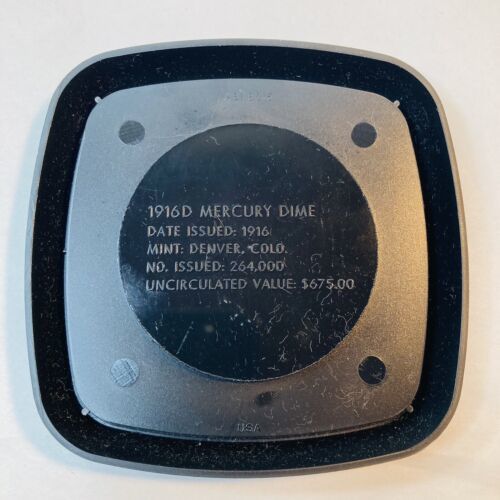 1916D MERCURY DIME
DATE ISSUED: 1916
MINT: DENVER, COLO.
NO. ISSUED: 264,000
UNCIRCULATED VALUE: $675.00
USA